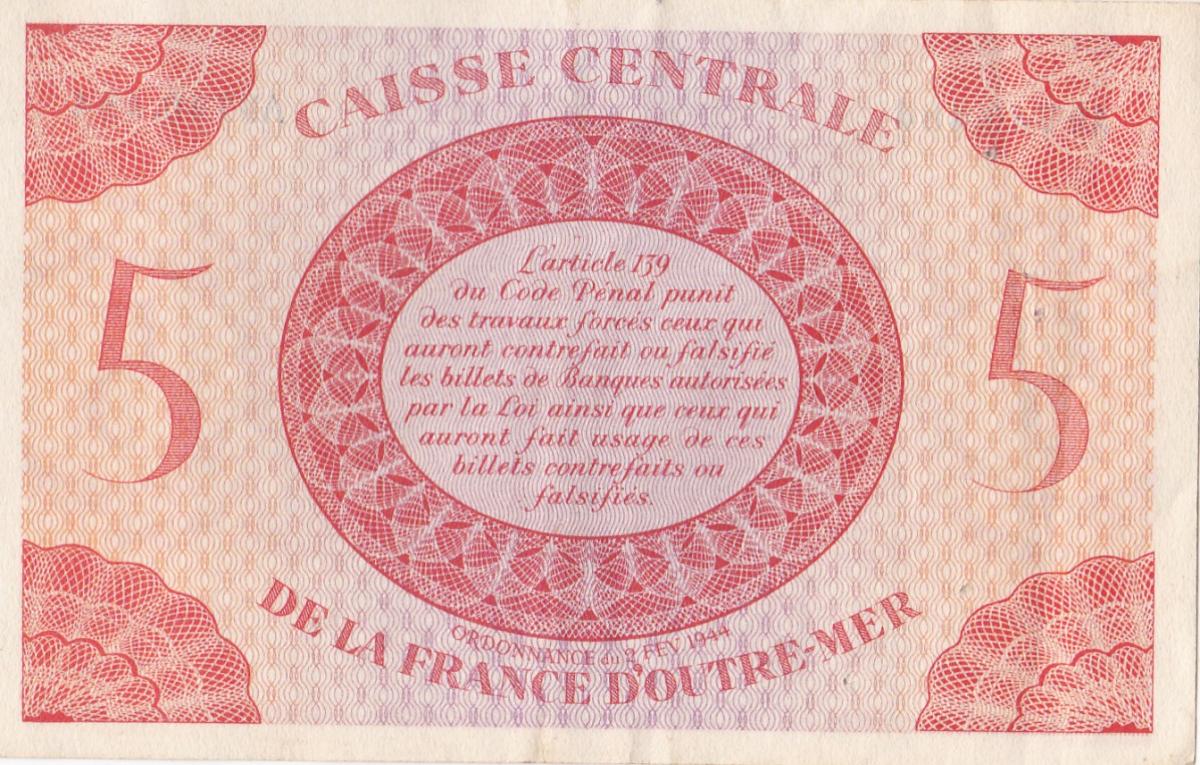 CAISSE CENTRALE
5
L'article 139
du Code Pénal punit
des travaux forcés ceux qui
auront contrefait ou falsifié
les billets de Banques autorisées
par la Loi ainsi que ceux qui
auront fait usage de ces
billets contrefaits ou
falsifiés.
5
ORDONNANCE du 2 FEV 1944
DE LA FRANCE D'OUTRE-MER